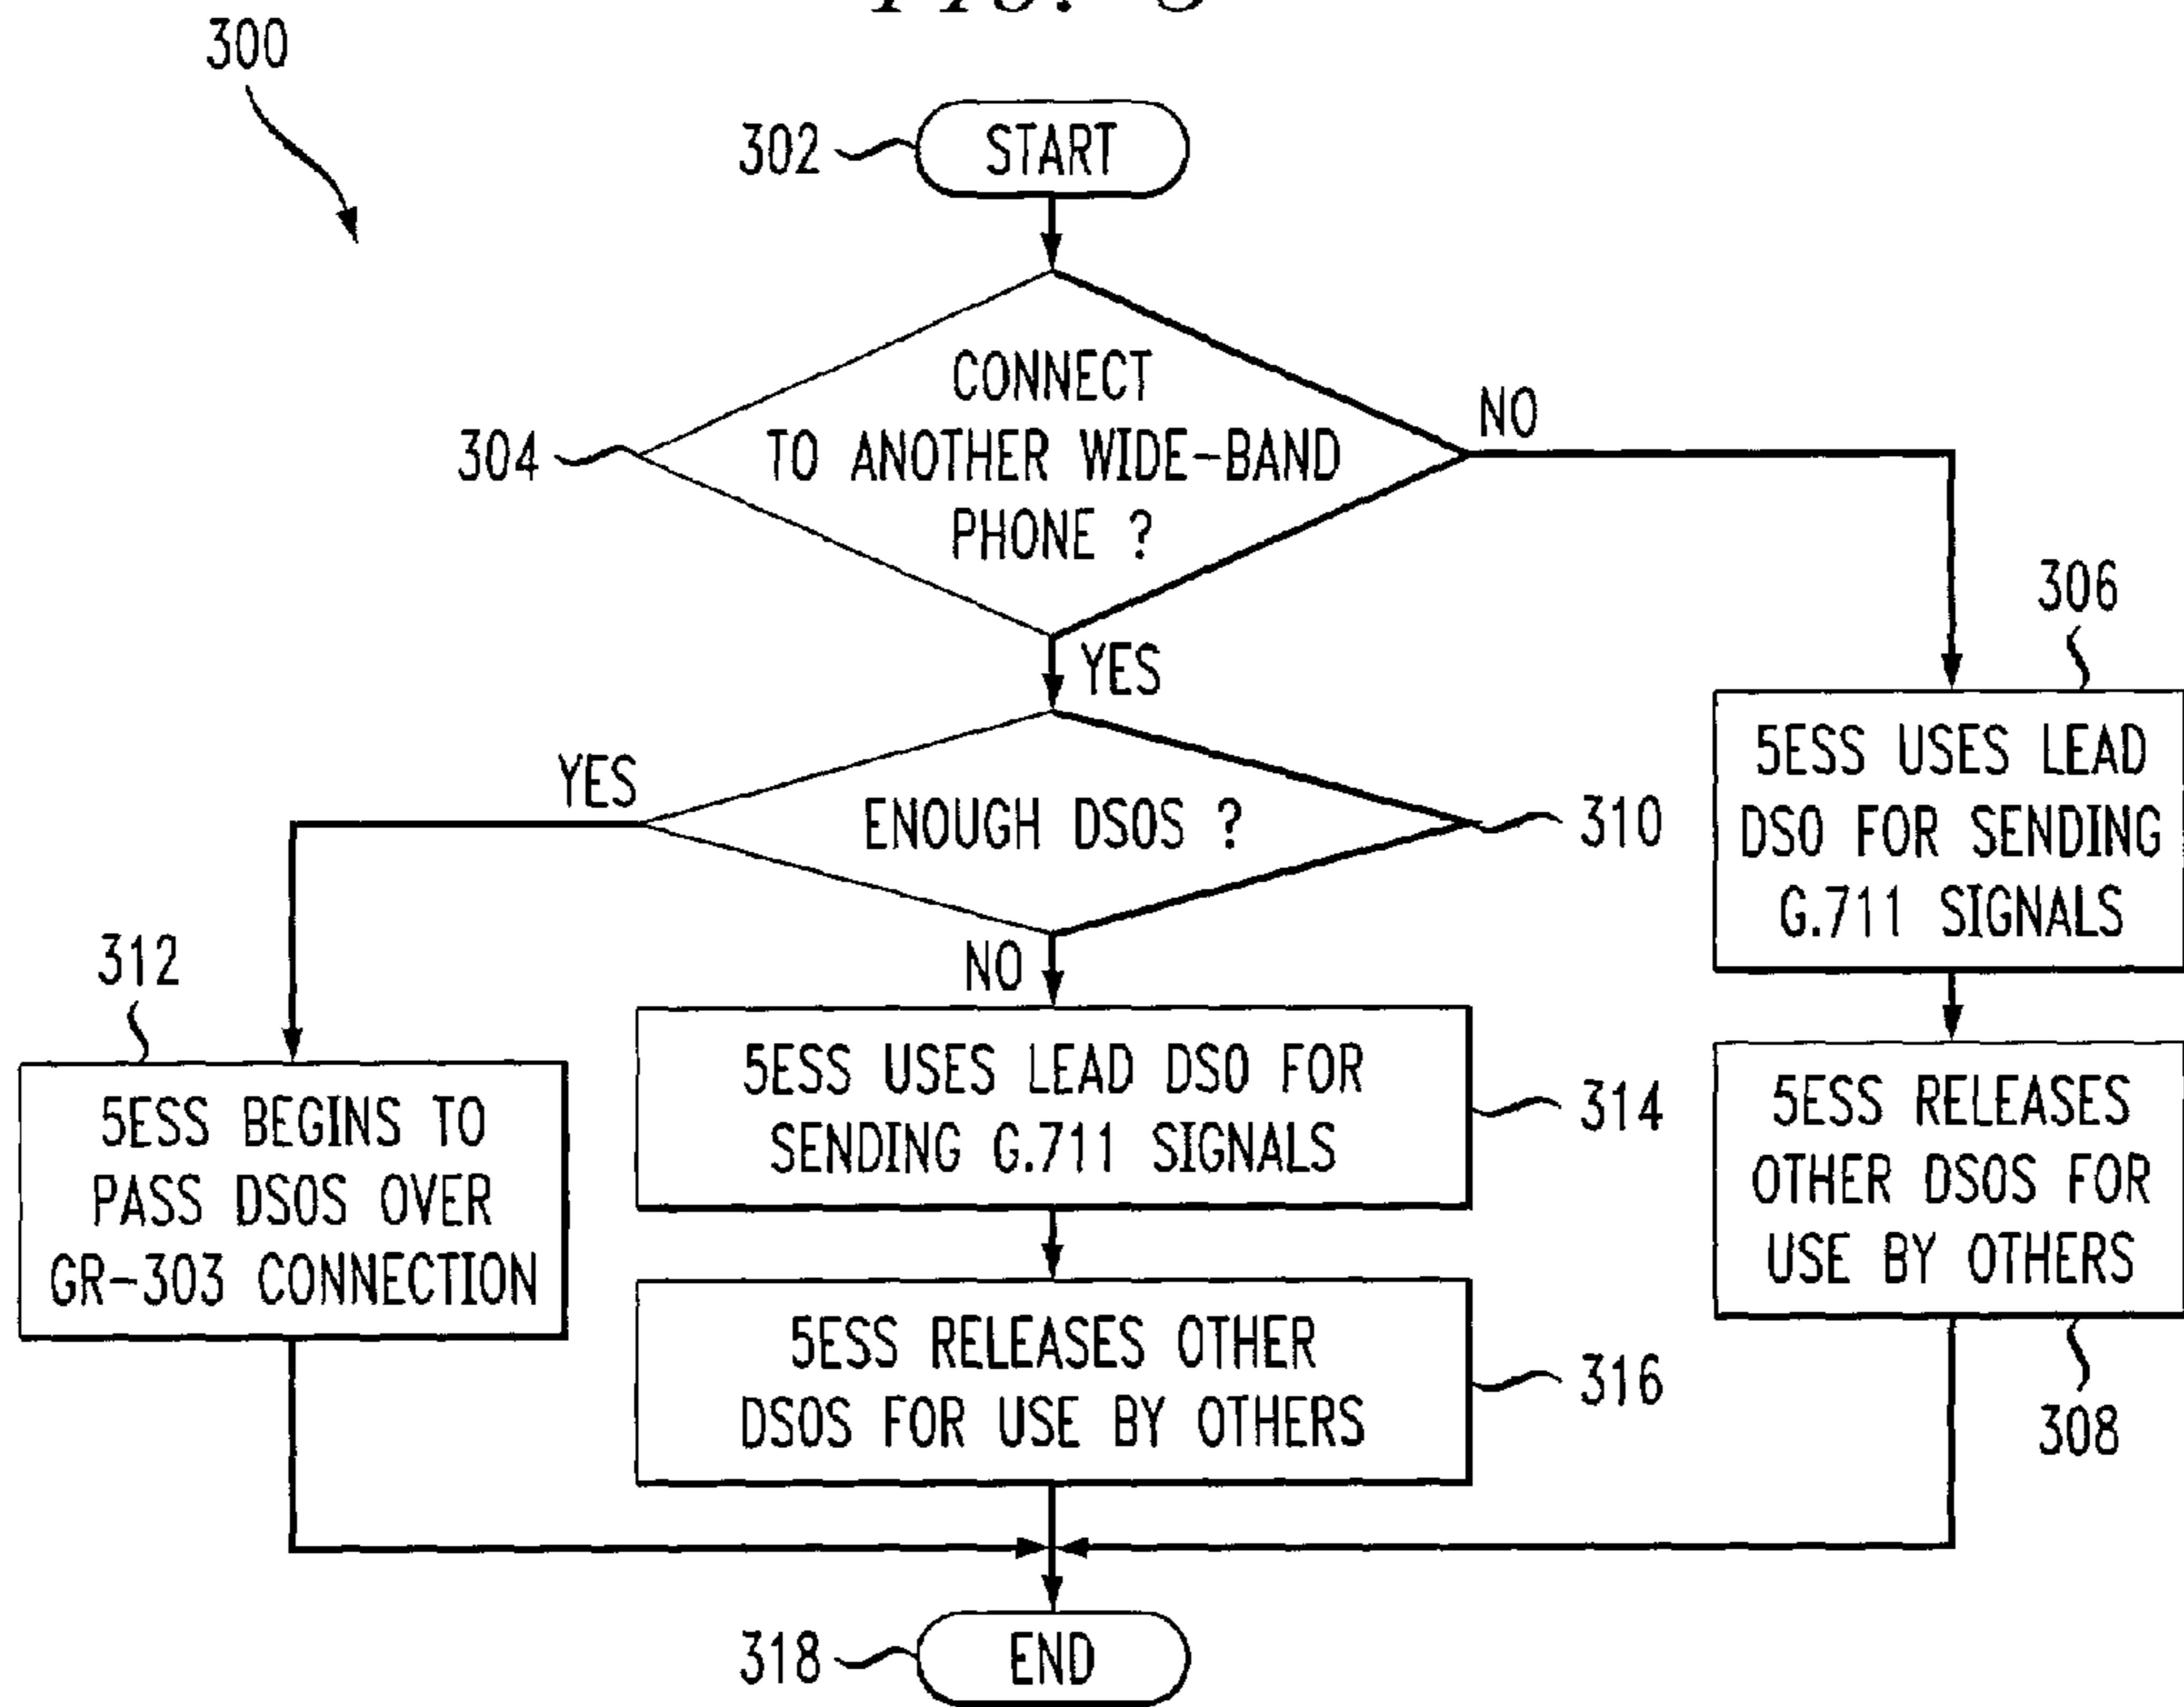 300
302
START
CONNECT
TO ANOTHER WIDE-BAND
PHONE ?
304
NO
YES
306
5ESS USES LEAD
DSO FOR SENDING
G.711 SIGNALS
YES
ENOUGH DSOS ?
310
NO
312
5ESS BEGINS TO
PASS DSOS OVER
GR-303 CONNECTION
5ESS USES LEAD DSO FOR
SENDING G.711 SIGNALS
314
5ESS RELEASES
OTHER DSOS FOR
USE BY OTHERS
308
5ESS RELEASES OTHER
DSOS FOR USE BY OTHERS
316
318
END